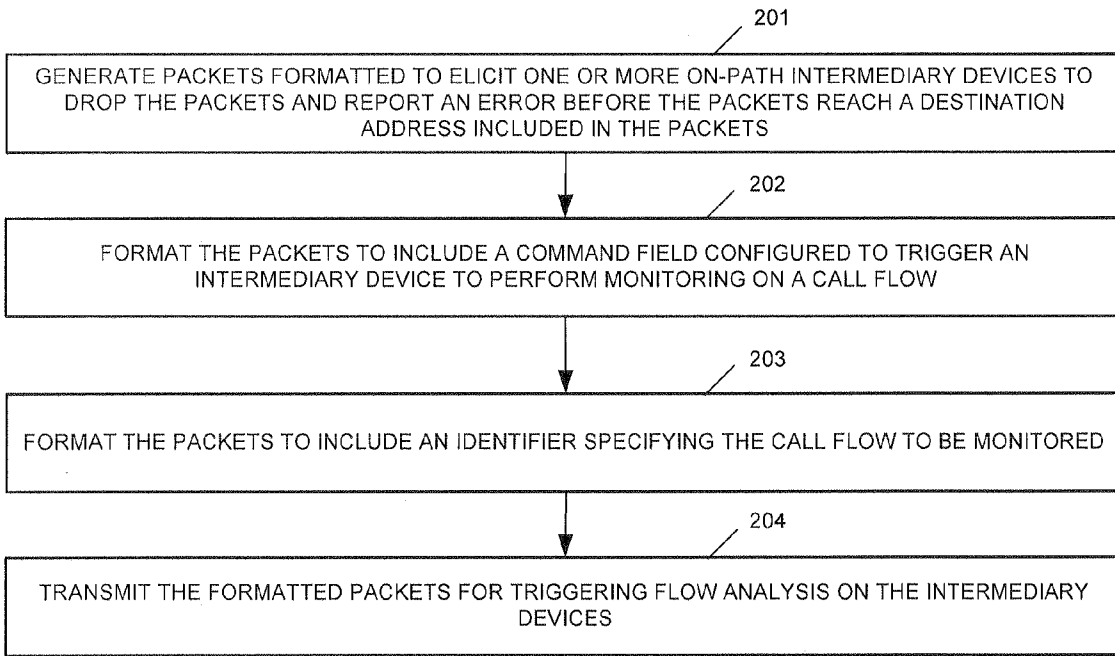 201
GENERATE PACKETS FORMATTED TO ELICIT ONE OR MORE ON-PATH INTERMEDIARY DEVICES TO
DROP THE PACKETS AND REPORT AN ERROR BEFORE THE PACKETS REACH A DESTINATION
ADDRESS INCLUDED IN THE PACKETS
202
FORMAT THE PACKETS TO INCLUDE A COMMAND FIELD CONFIGURED TO TRIGGER AN
INTERMEDIARY DEVICE TO PERFORM MONITORING ON A CALL FLOW
203
FORMAT THE PACKETS TO INCLUDE AN IDENTIFIER SPECIFYING THE CALL FLOW TO BE MONITORED
204
TRANSMIT THE FORMATTED PACKETS FOR TRIGGERING FLOW ANALYSIS ON THE INTERMEDIARY
DEVICES